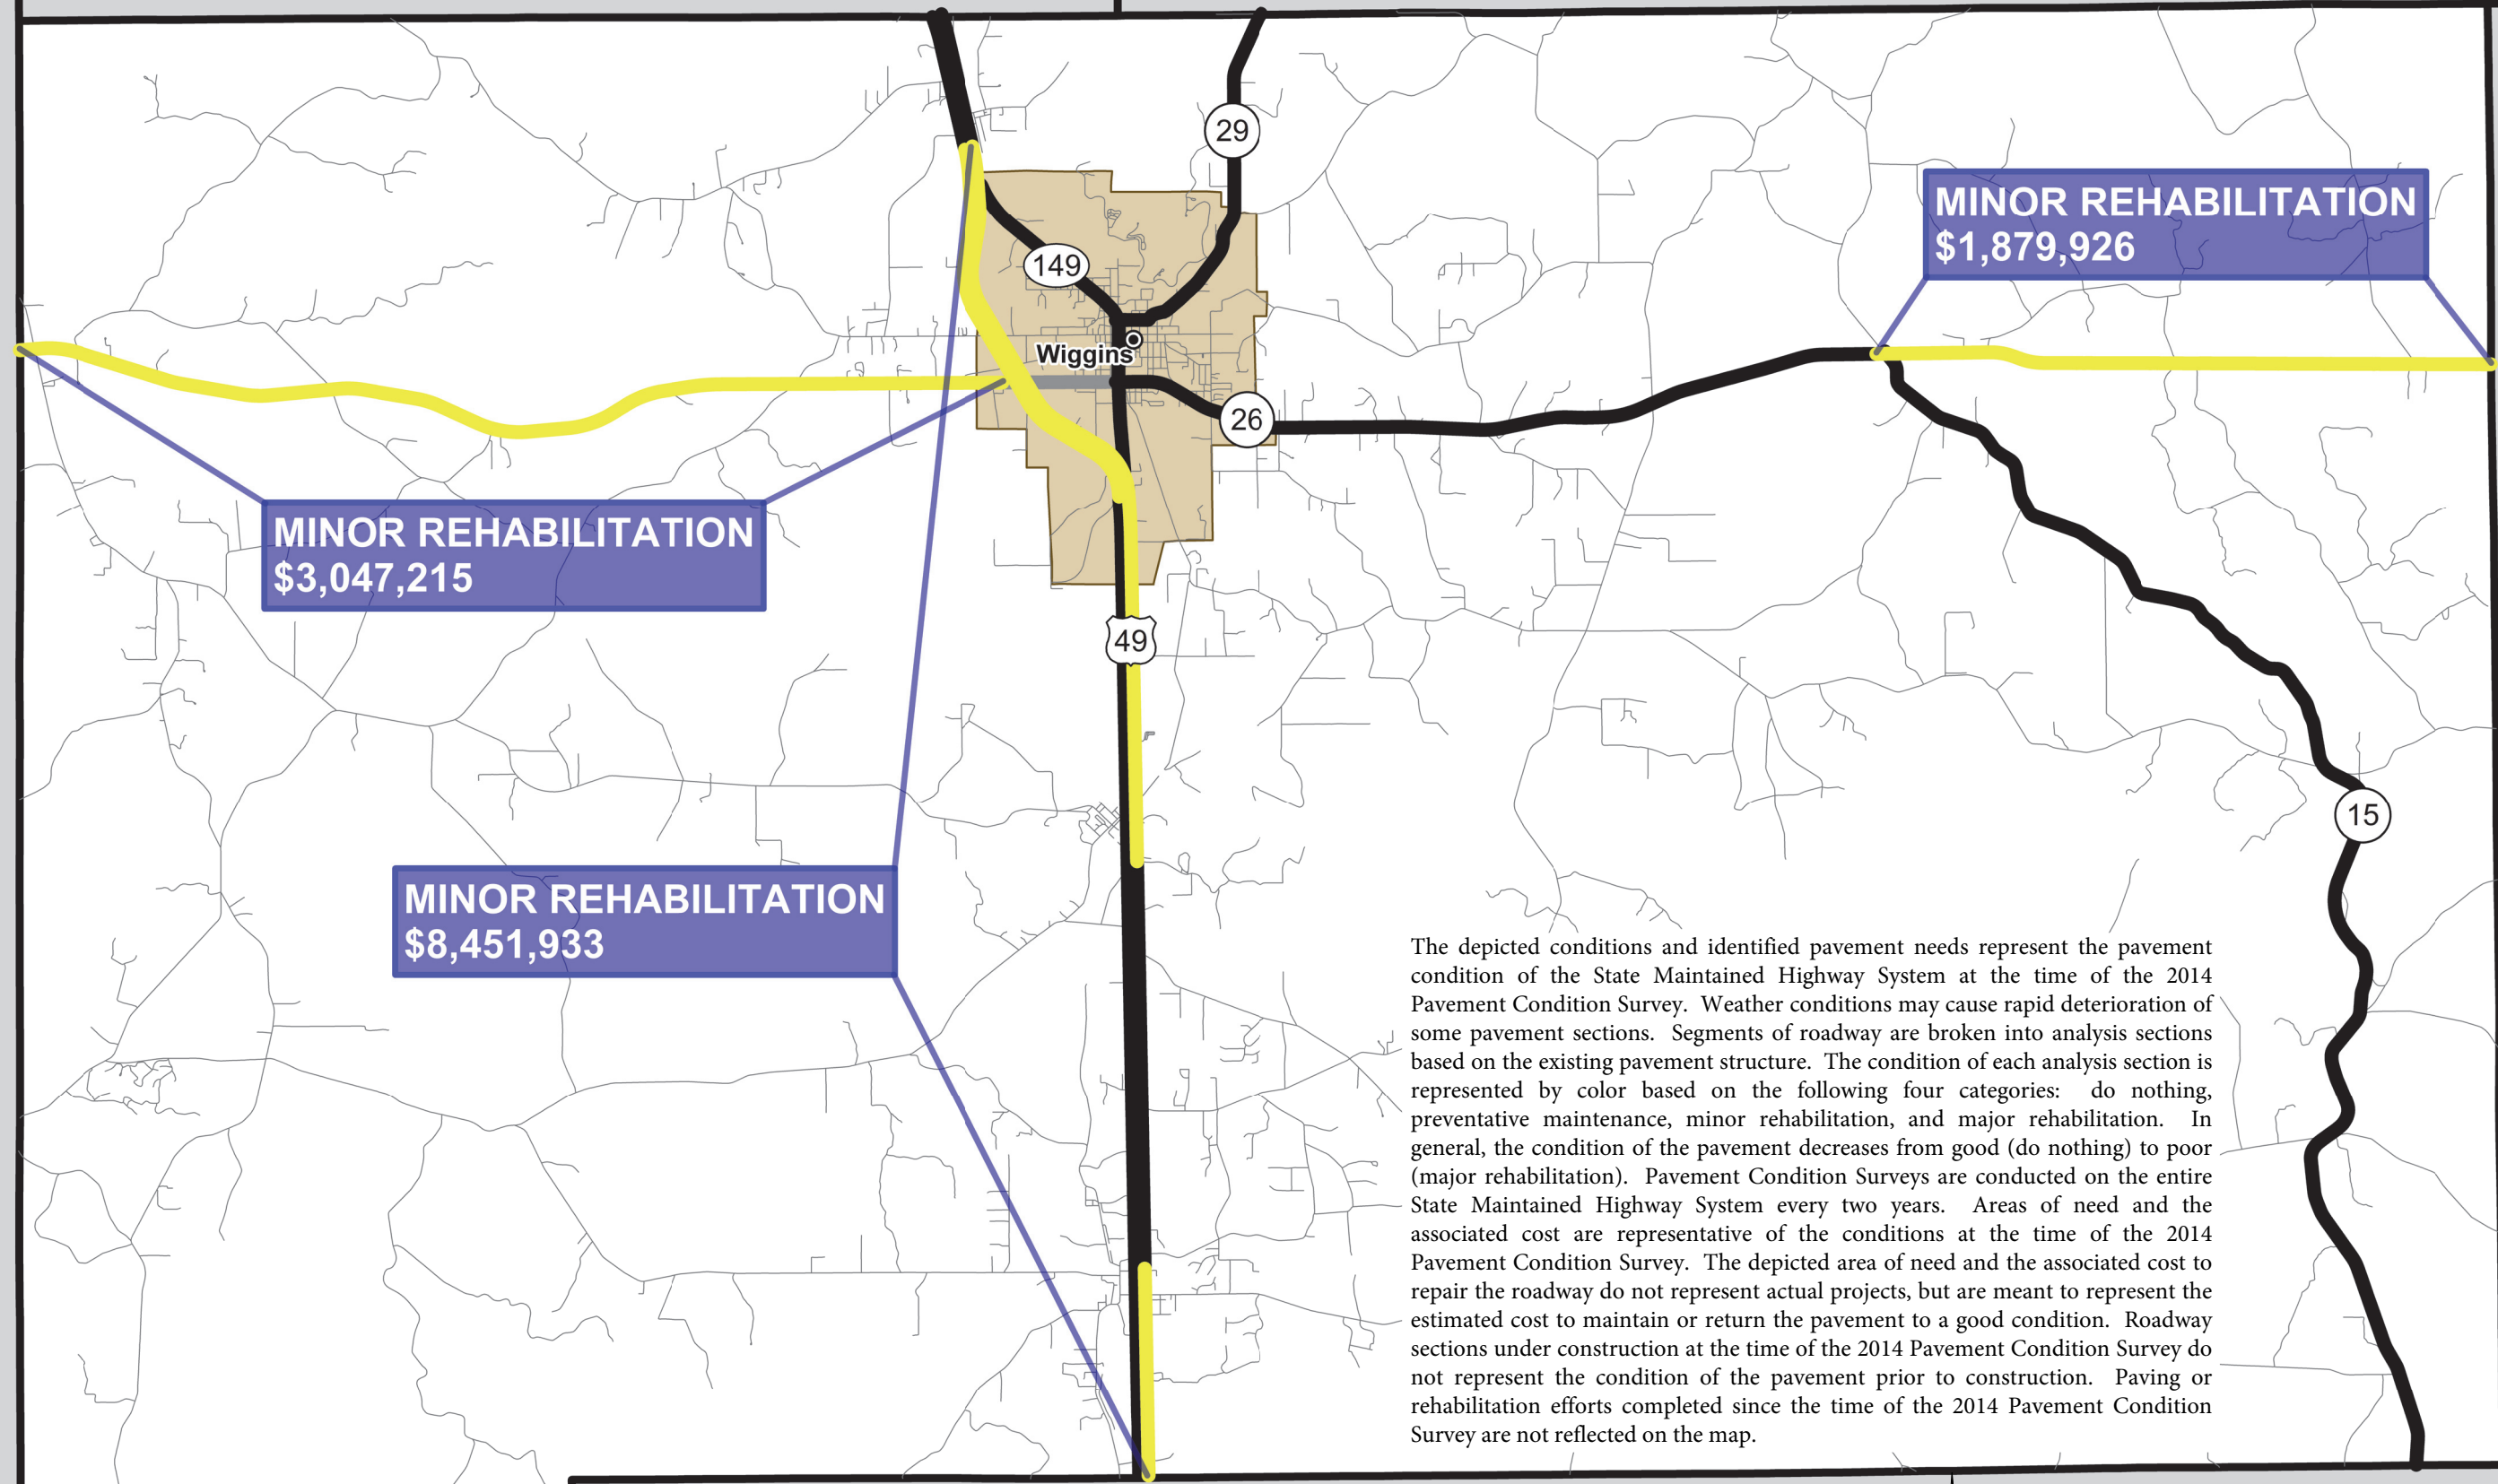 29
MINOR REHABILITATION
$1,879,926
149
Wiggins
26
MINOR REHABILITATION
$3,047,215
49
15
MINOR REHABILITATION
$8,451,933
The depicted conditions and identified pavement needs represent the pavement
condition of the State Maintained Highway System at the time of the 2014
Pavement Condition Survey. Weather conditions may cause rapid deterioration of
some pavement sections. Segments of roadway are broken into analysis sections
based on the existing pavement structure. The condition of each analysis section is
represented by color based on the following four categories: do nothing,
preventative maintenance, minor rehabilitation, and major rehabilitation. In
general, the condition of the pavement decreases from good (do nothing) to poor
(major rehabilitation). Pavement Condition Surveys are conducted on the entire
State Maintained Highway System every two years. Areas of need and the
associated cost are representative of the conditions at the time of the 2014
Pavement Condition Survey. The depicted area of need and the associated cost to
repair the roadway do not represent actual projects, but are meant to represent the
estimated cost to maintain or return the pavement to a good condition. Roadway
sections under construction at the time of the 2014 Pavement Condition Survey do
not represent the condition of the pavement prior to construction. Paving or
rehabilitation efforts completed since the time of the 2014 Pavement Condition
Survey are not reflected on the map.